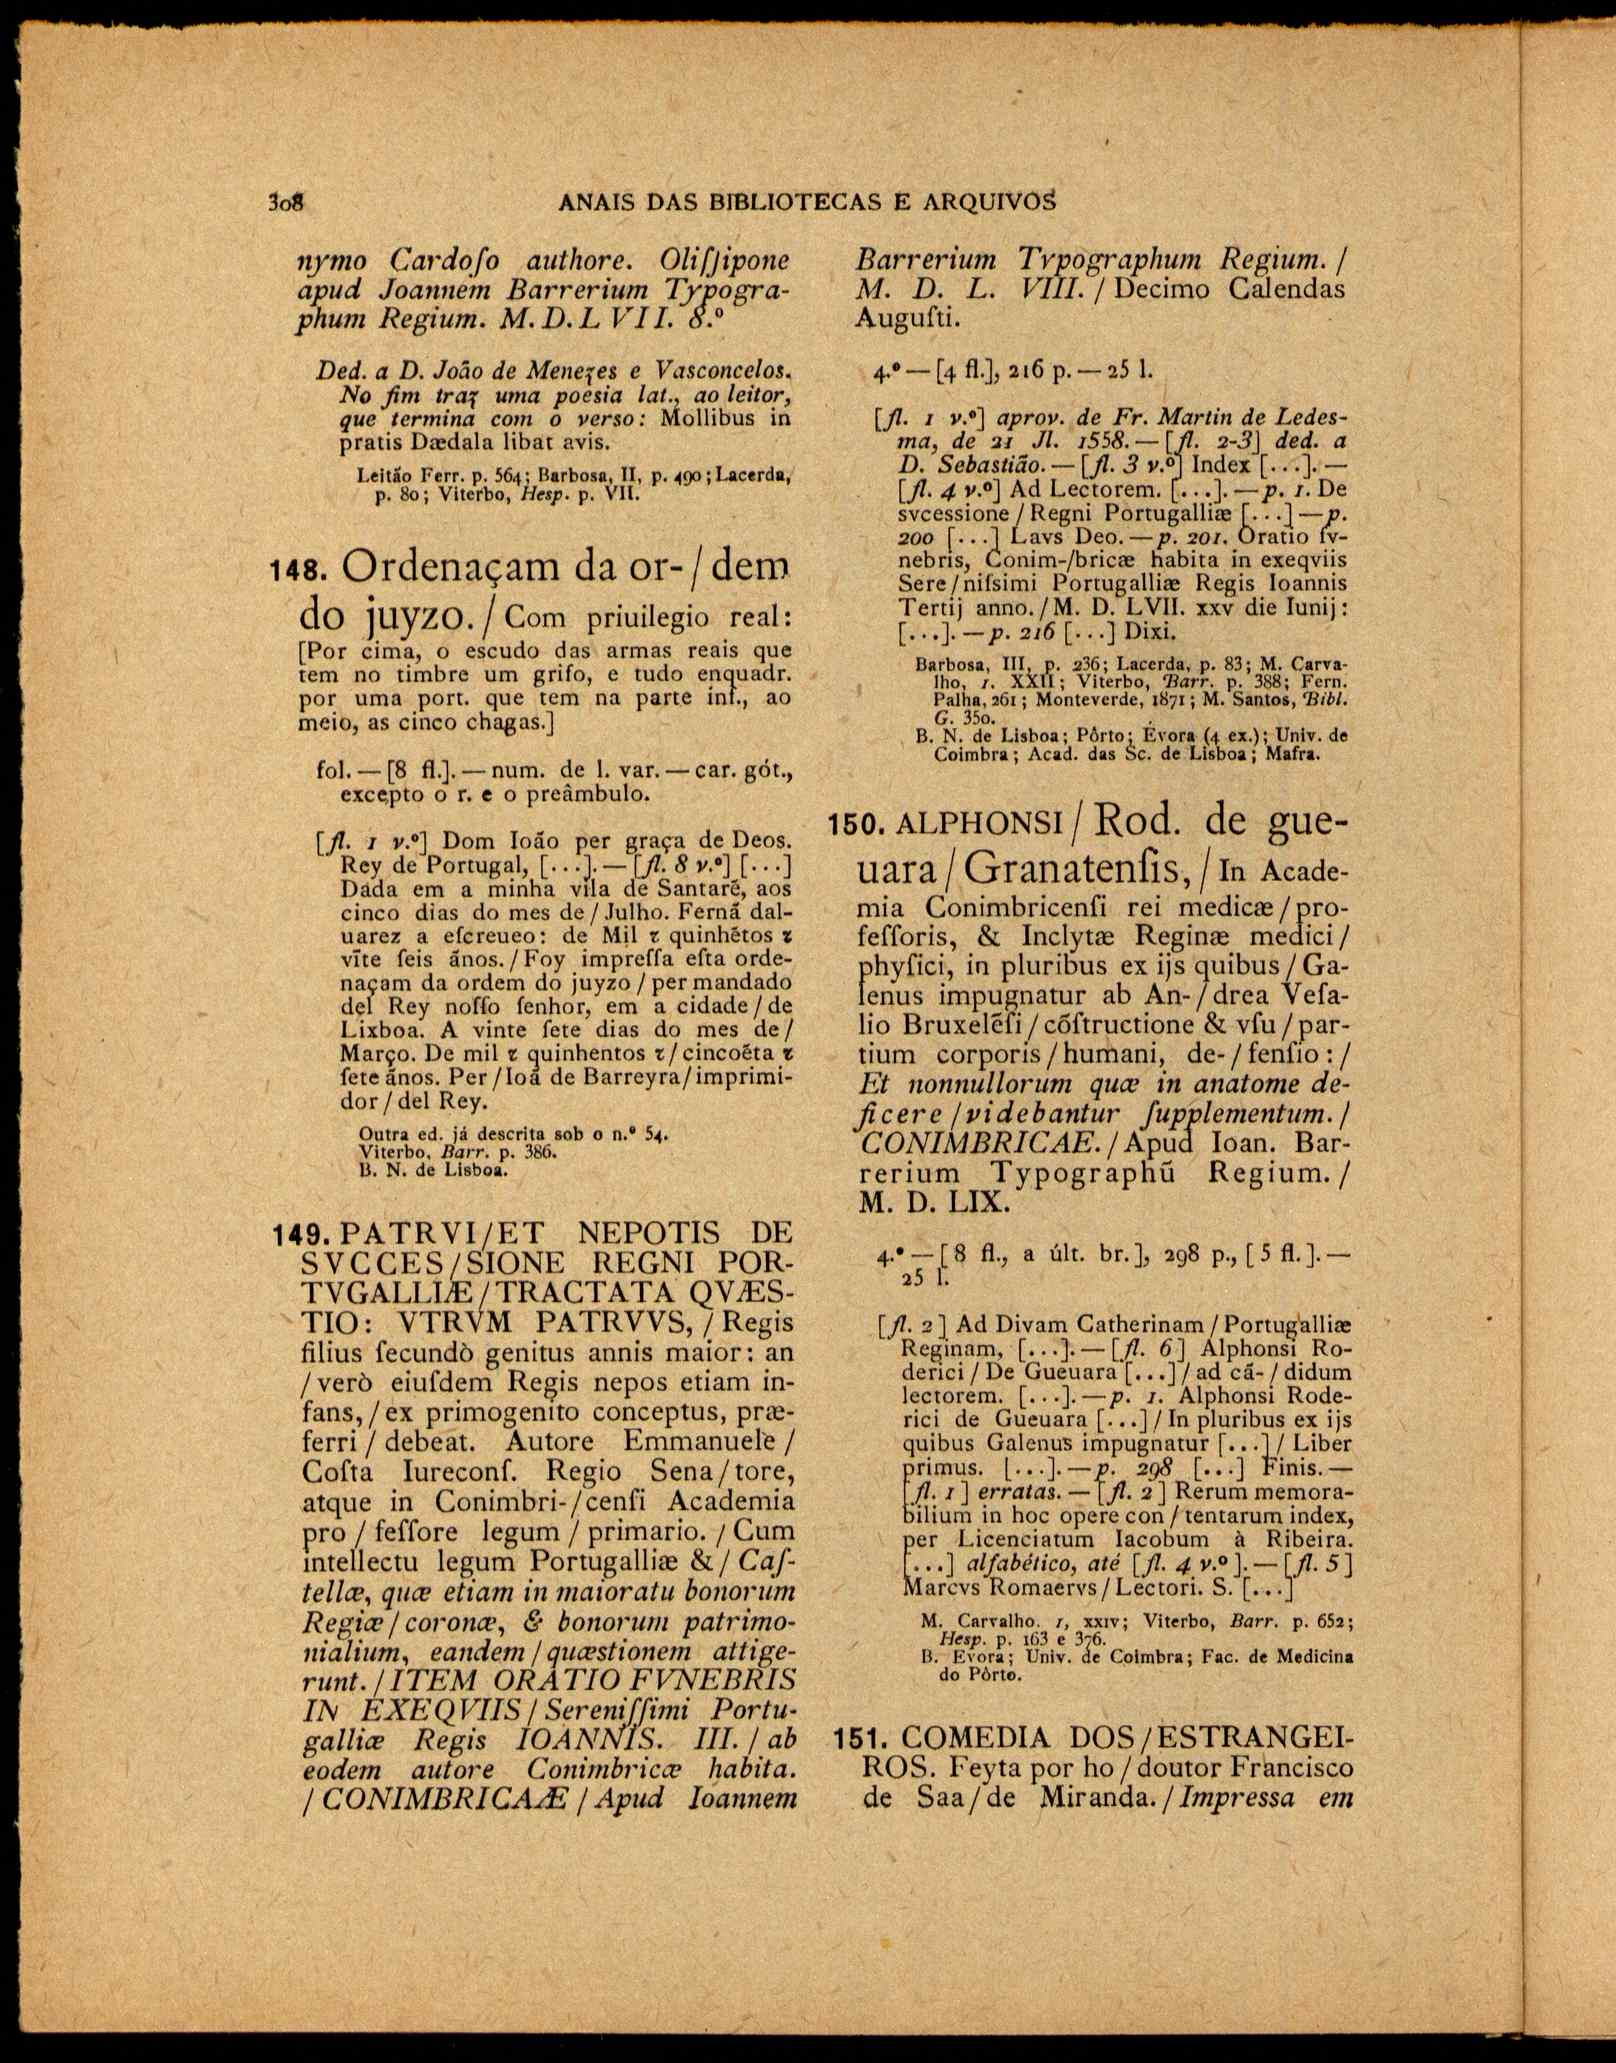 308
ANAIS DAS BIBLIOTECAS E ARQUIVOS
nymo Cardoſo authore. Oliſſipone
apud Joannem Barrerium Typogra-
phum Regium. M. D. L VII. 8.º
Ded. a D. João de Menezes e Vasconcelos.
No fim traz uma poesia lat., ao leitor,
que termina com o verso: Mollibus in
pratis Dædala libat avis.
Leitão Ferr. p. 564; Barbosa, II, p. 490; Lacerda,
p. 80; Viterbo, Hesp. p. VII.
148. Ordenaçam da or-/dem
do juyzo. / Com priuilegio real:
[Por cima, o escudo das armas reais que
tem no timbre um grifo, e tudo enquadr.
por uma port. que tem na parte inf., ao
meio, as cinco chagas.]
fol. — [8 fl.]. — num. de l. var. — car. gót.,
excepto o r. e o preâmbulo.
[fl. 1 v.º] Dom Ioão per graça de Deos.
Rey de Portugal, [...]. — [fl. 8 v.º] [...]
Dada em a minha vila de Santarẽ, aos
cinco dias do mes de / Julho. Fernã dal-
uarez a eſcreueo: de Mil ⁊ quinhẽtos ⁊
vĩte ſeis ãnos. / Foy impreſſa eſta orde-
naçam da ordem do juyzo / per mandado
del Rey noſſo ſenhor, em a cidade / de
Lixboa. A vinte ſete dias do mes de /
Março. De mil ⁊ quinhentos ⁊ / cincoẽta ⁊
ſete ãnos. Per / Ioã de Barreyra / imprimi-
dor / del Rey.
Outra ed. já descrita sob o n.º 54.
Viterbo, Barr. p. 386.
B. N. de Lisboa.
149. PATRVI/ET NEPOTIS DE
SVCCES/SIONE REGNI POR-
TVGALLIÆ/TRACTATA QVÆS-
TIO: VTRVM PATRVVS, / Regis
filius ſecundò genitus annis maior: an
/ verò eiuſdem Regis nepos etiam in-
fans, / ex primogenito conceptus, præ-
ferri / debeat. Autore Emmanuele /
Coſta Iureconſ. Regio Sena/tore,
atque in Conimbri-/cenſi Academia
pro / feſſore legum / primario. / Cum
intellectu legum Portugalliæ & / Caſ-
tellæ, quæ etiam in maioratu bonorum
Regiæ / coronæ, & bonorum patrimo-
nialium, eandem / quæstionem attige-
runt. / ITEM ORATIO FVNEBRIS
IN EXEQVIIS / Sereniſſimi Portu-
galliæ Regis IOANNIS. III. / ab
eodem autore Conimbricæ habita.
/ CONIMBRICAÆ / Apud Ioannem
Barrerium Typographum Regium. /
M. D. L. VIII. / Decimo Calendas
Auguſti.
4.º — [4 fl.], 216 p. — 25 l.
[fl. 1 v.º] aprov. de Fr. Martin de Ledes-
ma, de 21 Jl. 1558. — [fl. 2-3] ded. a
D. Sebastião. — [fl. 3 v.º] Index [...]. —
[fl. 4 v.º] Ad Lectorem. [...]. — p. 1. De
svcessione / Regni Portugalliæ [...] — p.
200 [...] Lavs Deo. — p. 201. Oratio fv-
nebris, Conim-/bricæ habita in exeqviis
Sere/niſsimi Portugalliæ Regis Ioannis
Tertij anno. / M. D. LVII. xxv die Iunij:
[...]. — p. 216 [...] Dixi.
Barbosa, III, p. 236; Lacerda, p. 83; M. Carva-
lho, 1. XXII; Viterbo, Barr. p. 388; Fern.
Palha, 261; Monteverde, 1871; M. Santos, Bibl.
G. 350.
B. N. de Lisboa; Pôrto; Évora (4 ex.); Univ. de
Coimbra; Acad. das Sc. de Lisboa; Mafra.
150. ALPHONSI / Rod. de gue-
uara / Granatenſis, / In Acade-
mia Conimbricenſi rei medicæ / pro-
feſſoris, & Inclytæ Reginæ medici /
phyſici, in pluribus ex ijs quibus / Ga-
lenus impugnatur ab An-/drea Veſa-
lio Bruxelẽſi / cõſtructione & vſu / par-
tium corporis / humani, de-/fenſio: /
Et nonnullorum quæ in anatome de-
ficere / videbantur ſupplementum. /
CONIMBRICAE. / Apud Ioan. Bar-
rerium Typographũ Regium. /
M. D. LIX.
4.º — [8 fl., a últ. br.], 298 p., [5 fl.]. —
25 l.
[fl. 2] Ad Divam Catherinam / Portugalliæ
Reginam, [...]. — [fl. 6] Alphonsi Ro-
derici / De Gueuara [...] / ad cã-/didum
lectorem. [...]. — p. 1. Alphonsi Rode-
rici de Gueuara [...] / In pluribus ex ijs
quibus Galenus impugnatur [...] / Liber
primus. [...]. — p. 298 [...] Finis. —
[fl. 1] erratas. — [fl. 2] Rerum memora-
bilium in hoc opere con / tentarum index,
per Licenciatum Iacobum à Ribeira.
[...] alfabético, até [fl. 4 v.º]. — [fl. 5]
Marcvs Romaervs / Lectori. S. [...]
M. Carvalho. 1, XXIV; Viterbo, Barr. p. 652;
Hesp. p. 163 e 376.
B. Evora; Univ. de Coimbra; Fac. de Medicina
do Pôrto.
151. COMEDIA DOS / ESTRANGEI-
ROS. Feyta por ho / doutor Francisco
de Saa / de Miranda. / Impressa em